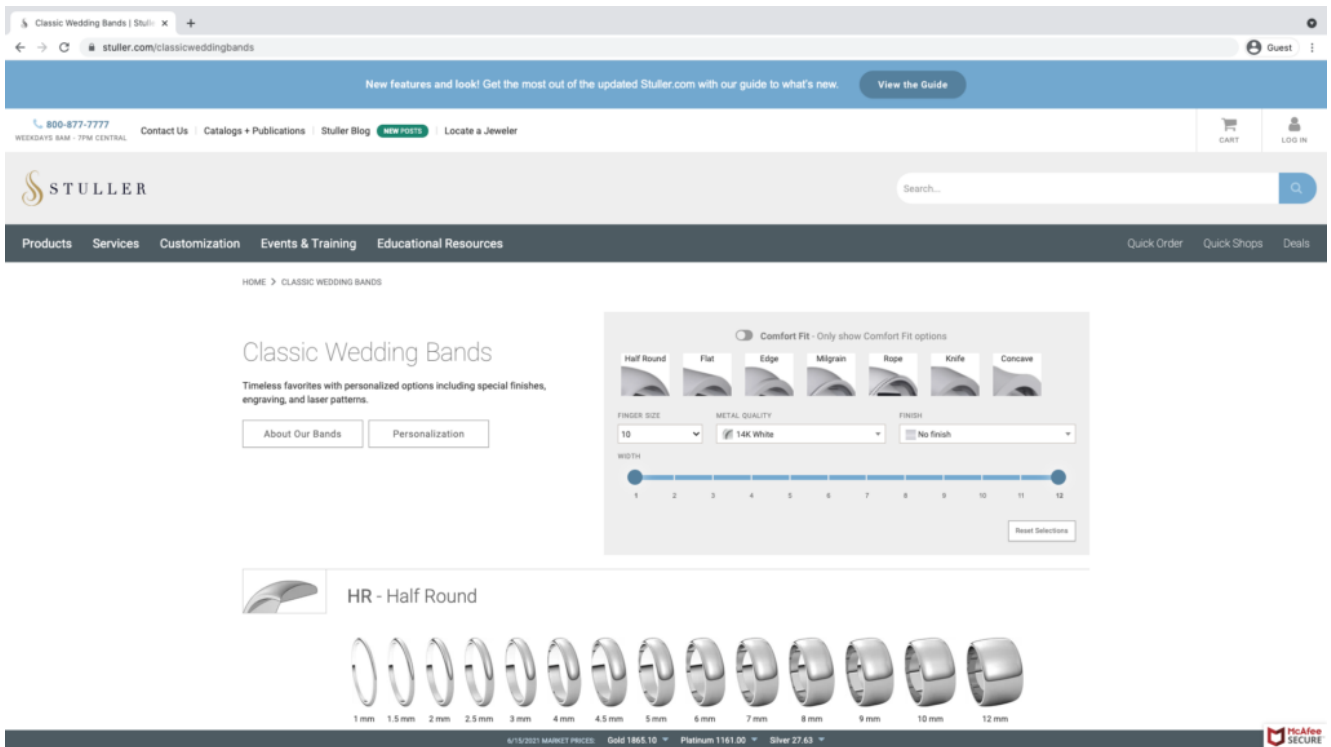 Classic Wedding Bands | Stulle
stuller.com/classicweddingbands
Guest
New features and look! Get the most out of the updated Stuller.com with our guide to what's new.
View the Guide
800-877-7777
WEEKDAYS 8AM - 7PM CENTRAL
Contact Us
Catalogs + Publications
Stuller Blog
NEW POSTS
Locate a Jeweler
CART
LOG IN
STULLER
Search...
Products Services Customization Events & Training Educational Resources
Quick Order Quick Shops Deals
HOME > CLASSIC WEDDING BANDS
Classic Wedding Bands
Timeless favorites with personalized options including special finishes,
engraving, and laser patterns.
About Our Bands
Personalization
Comfort Fit - Only show Comfort Fit options
Half Round Flat Edge Milgrain Rope Knife Concave
FINGER SIZE METAL QUALITY FINISH
10 14K White No finish
WIDTH
1 2 3 4 5 6 7 8 9 10 11 12
Reset Selections
HR - Half Round
1 mm 1.5 mm 2 mm 2.5 mm 3 mm 4 mm 4.5 mm 5 mm 6 mm 7 mm 8 mm 9 mm 10 mm 12 mm
6/15/2021 MARKET PRICES: Gold 1865.10 Platinum 1161.00 Silver 27.63
McAfee
SECURE